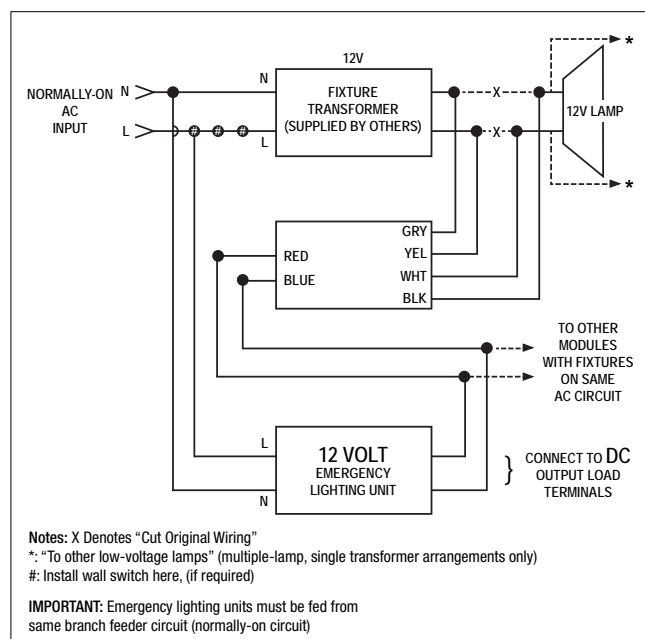 12V
NORMALLY-ON
AC
INPUT
N
L
#
#
#
N
L
FIXTURE
TRANSFORMER
(SUPPLIED BY OTHERS)
X
X
*
12V LAMP
*
RED
BLUE
GRY
YEL
WHT
BLK
TO OTHER
MODULES
WITH FIXTURES
ON SAME
AC CIRCUIT
L
N
12 VOLT
EMERGENCY
LIGHTING UNIT
} CONNECT TO DC
OUTPUT LOAD
TERMINALS
Notes: X Denotes “Cut Original Wiring”
*: “To other low-voltage lamps” (multiple-lamp, single transformer arrangements only)
#: Install wall switch here, (if required)
IMPORTANT: Emergency lighting units must be fed from
same branch feeder circuit (normally-on circuit)